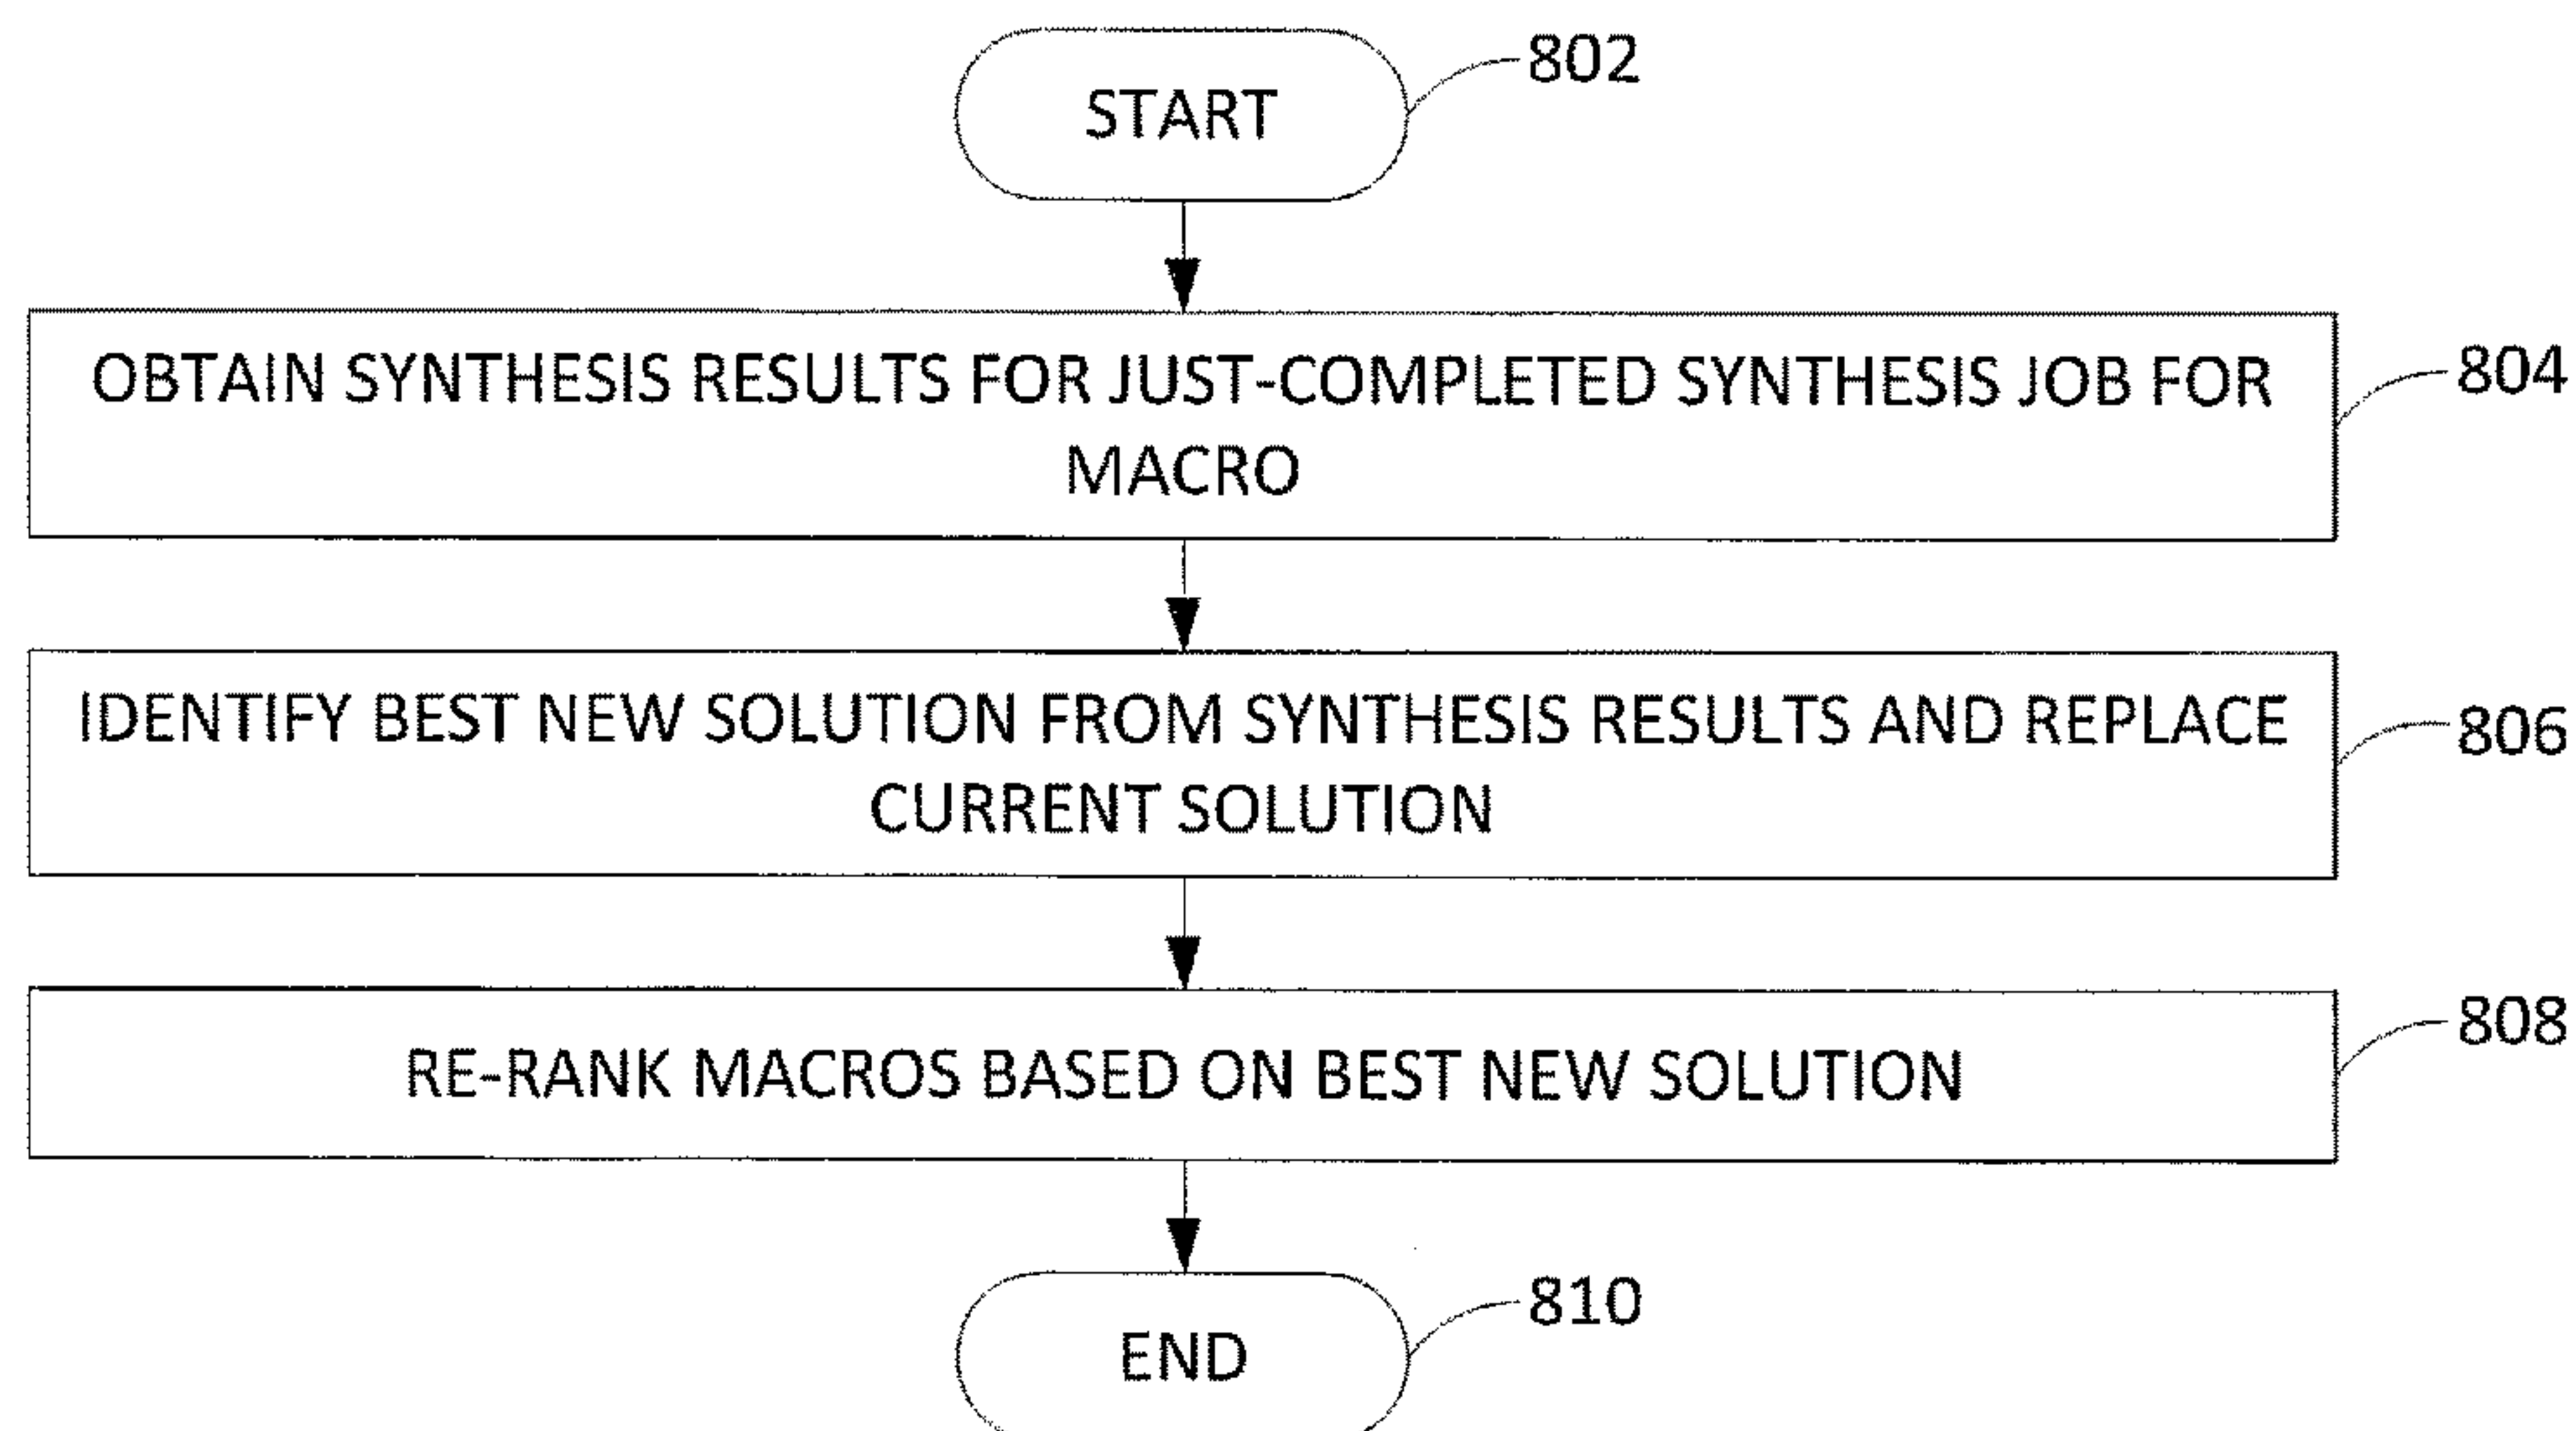 START
802
OBTAIN SYNTHESIS RESULTS FOR JUST-COMPLETED SYNTHESIS JOB FOR
MACRO
804
IDENTIFY BEST NEW SOLUTION FROM SYNTHESIS RESULTS AND REPLACE
CURRENT SOLUTION
806
RE-RANK MACROS BASED ON BEST NEW SOLUTION
808
END
810